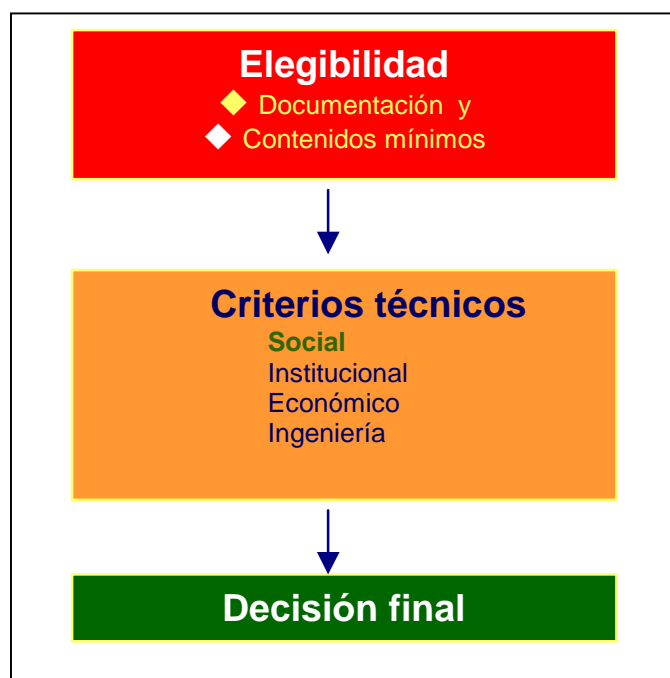 Elegibilidad
Documentación y
Contenidos mínimos
Criterios técnicos
Social
Institucional
Económico
Ingeniería
Decisión final